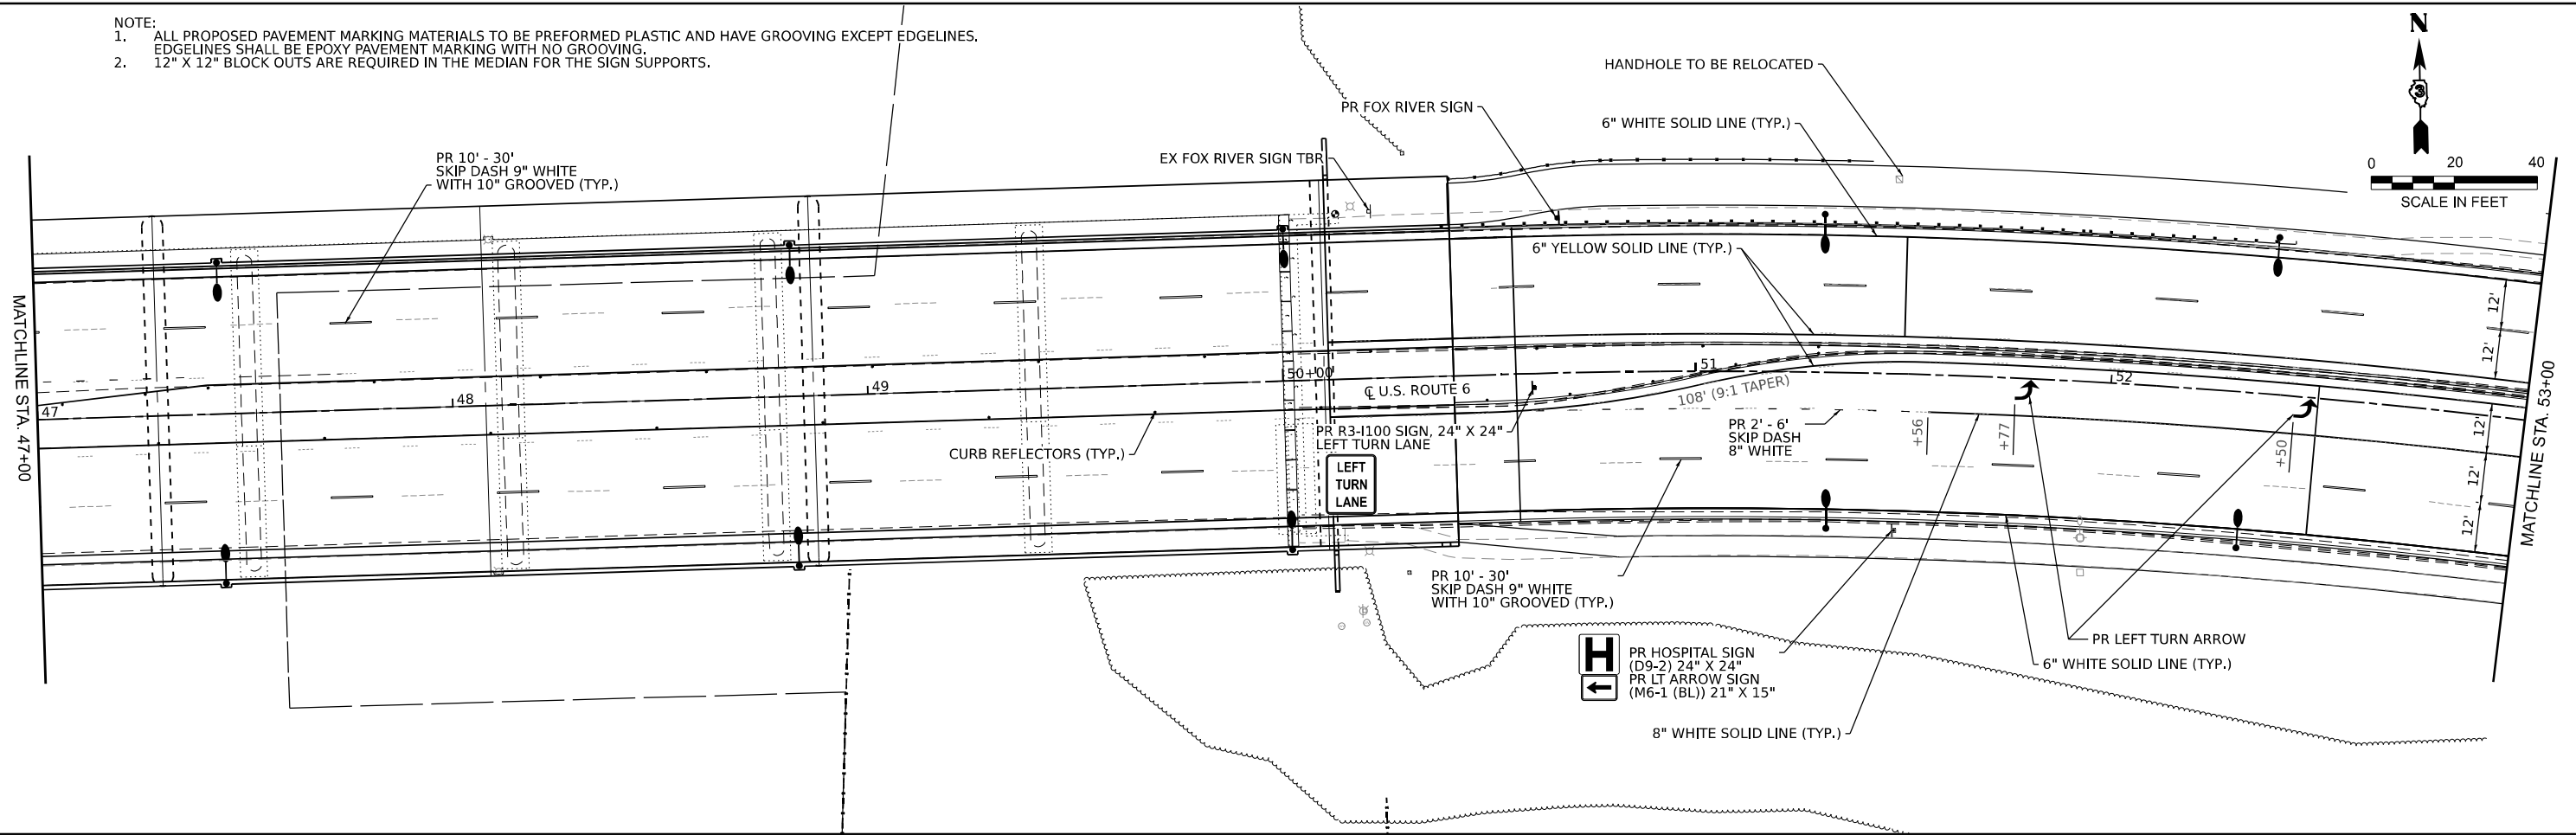 NOTE:
1. ALL PROPOSED PAVEMENT MARKING MATERIALS TO BE PREFORMED PLASTIC AND HAVE GROOVING EXCEPT EDGELINES.
EDGELINES SHALL BE EPOXY PAVEMENT MARKING WITH NO GROOVING.
2. 12" X 12" BLOCK OUTS ARE REQUIRED IN THE MEDIAN FOR THE SIGN SUPPORTS.
N
3
0 20 40
SCALE IN FEET
HANDHOLE TO BE RELOCATED
PR FOX RIVER SIGN
6" WHITE SOLID LINE (TYP.)
EX FOX RIVER SIGN TBR
PR 10' - 30'
SKIP DASH 9" WHITE
WITH 10" GROOVED (TYP.)
6" YELLOW SOLID LINE (TYP.)
MATCHLINE STA. 47+00
47
48
49
50+00
51
52
℄ U.S. ROUTE 6
108' (9:1 TAPER)
12'
12'
12'
12'
12'
MATCHLINE STA. 53+00
PR R3-I100 SIGN, 24" X 24"
LEFT TURN LANE
CURB REFLECTORS (TYP.)
LEFT
TURN
LANE
PR 2' - 6'
SKIP DASH
8" WHITE
+56
+77
+50
PR 10' - 30'
SKIP DASH 9" WHITE
WITH 10" GROOVED (TYP.)
H
PR HOSPITAL SIGN
(D9-2) 24" X 24"
PR LT ARROW SIGN
(M6-1 (BL)) 21" X 15"
PR LEFT TURN ARROW
6" WHITE SOLID LINE (TYP.)
8" WHITE SOLID LINE (TYP.)